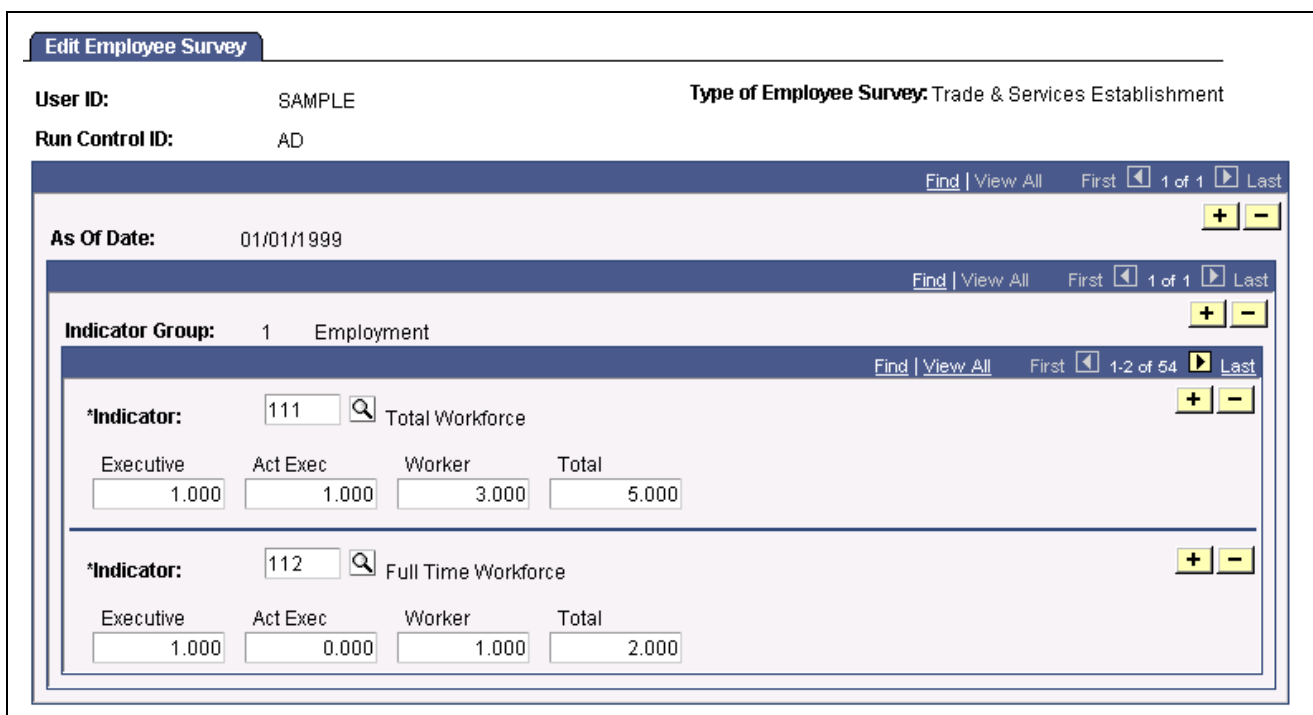 Edit Employee Survey
User ID: SAMPLE Type of Employee Survey: Trade & Services Establishment
Run Control ID: AD
Find | View All First 1 of 1 Last
+ −
As Of Date: 01/01/1999
Find | View All First 1 of 1 Last
+ −
Indicator Group: 1 Employment
Find | View All First 1-2 of 54 Last
+ −
*Indicator: 111 Total Workforce
Executive Act Exec Worker Total
1.000 1.000 3.000 5.000
*Indicator: 112 Full Time Workforce + −
Executive Act Exec Worker Total
1.000 0.000 1.000 2.000